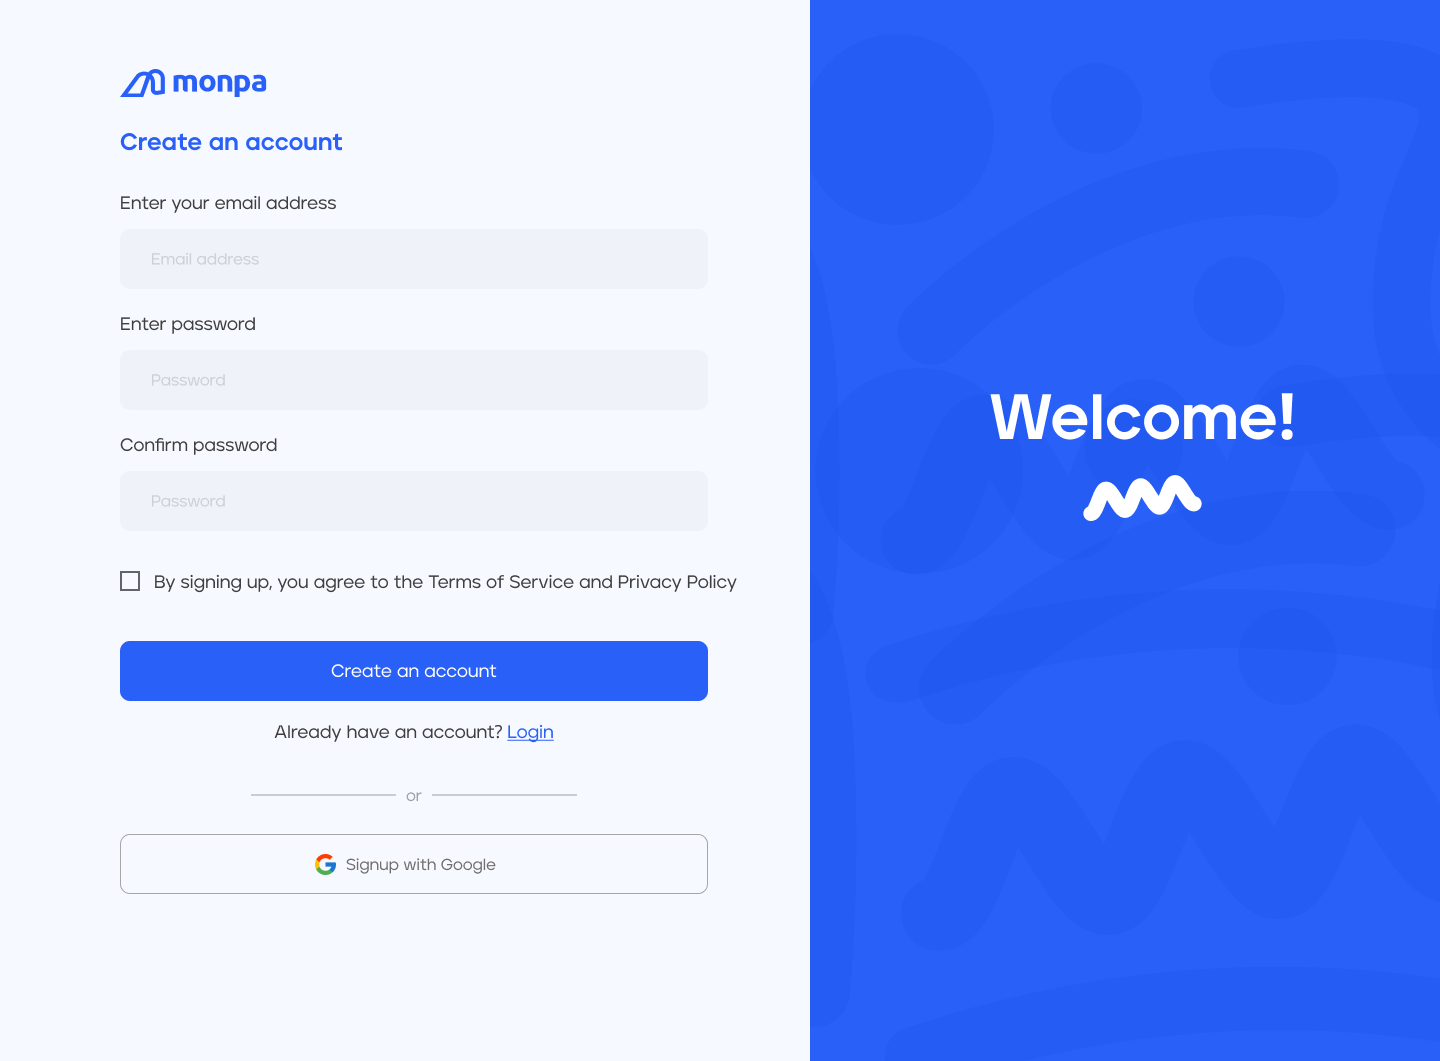 monpa
Create an account
Enter your email address
Email address
Enter password
Password
Confirm password
Password
By signing up, you agree to the Terms of Service and Privacy Policy
Create an account
Already have an account? Login
or
Signup with Google
Welcome!